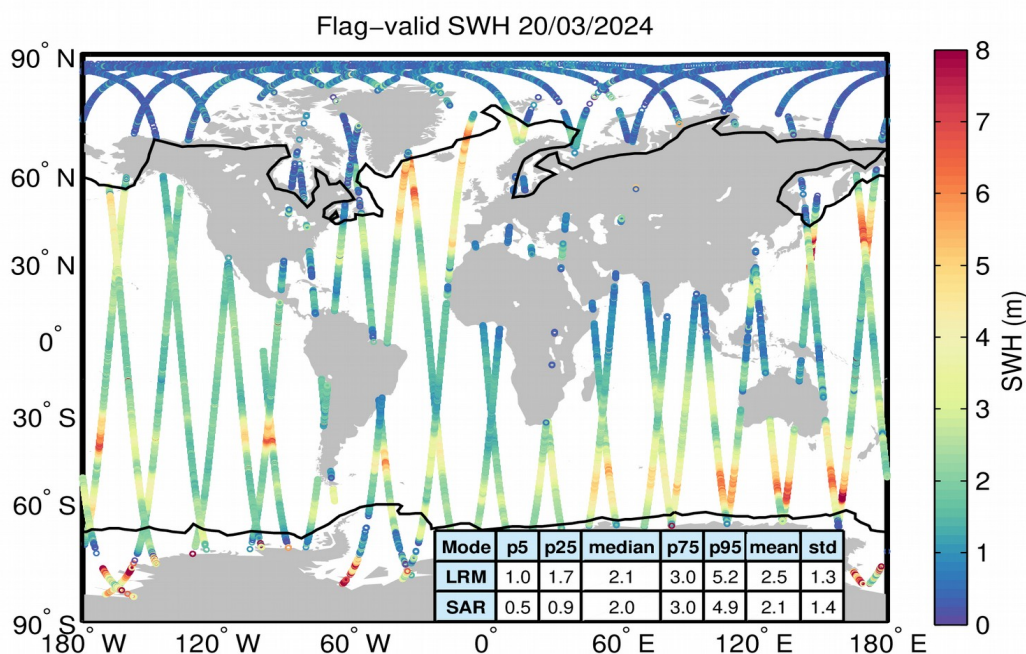 Flag−valid SWH 20/03/2024
90° N
60° N
30° N
0°
30° S
60° S
90° S
180° W
120° W
60° W
0°
60° E
120° E
180° E
8
7
6
5
4
3
2
1
0
SWH (m)
Mode p5 p25 median p75 p95 mean std
LRM 1.0 1.7 2.1 3.0 5.2 2.5 1.3
SAR 0.5 0.9 2.0 3.0 4.9 2.1 1.4